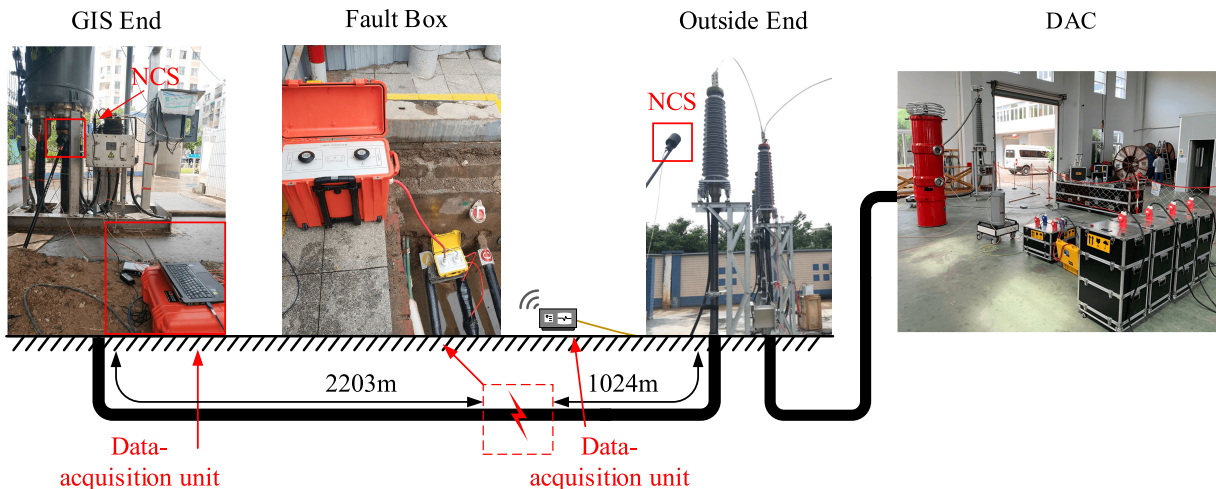 GIS End
Fault Box
Outside End
DAC
NCS
NCS
2203m
1024m
Data-
acquisition unit
Data-
acquisition unit